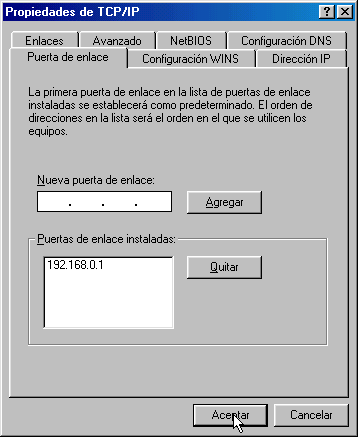 Propiedades de TCP/IP
Enlaces Avanzado NetBIOS Configuración DNS
Puerta de enlace Configuración WINS Dirección IP
La primera puerta de enlace en la lista de puertas de enlace
instaladas se establecerá como predeterminado. El orden de
direcciones en la lista será el orden en el que se utilicen los
equipos.
Nueva puerta de enlace:
. . . Agregar
Puertas de enlace instaladas:
192.168.0.1 Quitar
Aceptar Cancelar